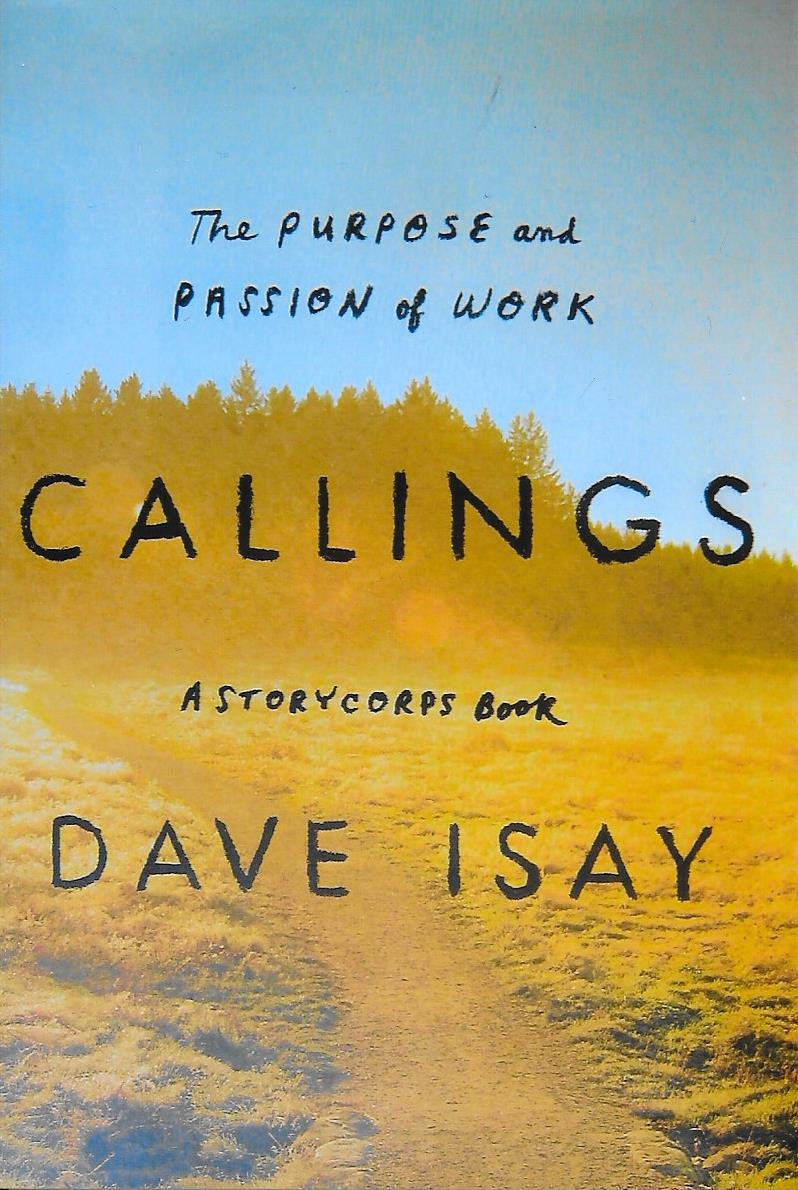 The PURPOSE and
PASSION of WORK
CALLINGS
A STORYCORPS BOOK
DAVE ISAY